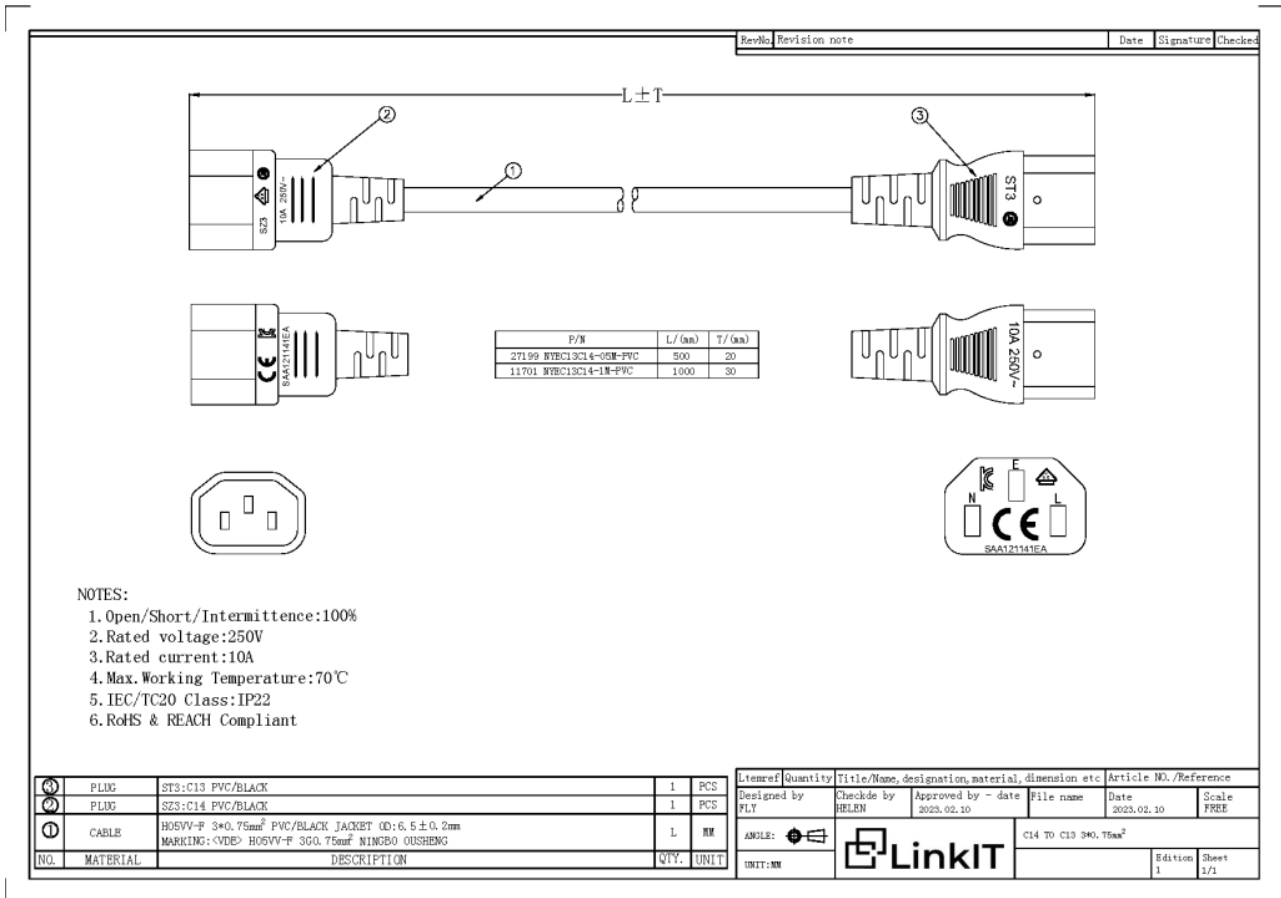 RevNo. Revision note Date Signature Checked
L±T
② ③
①
SZ3 10A 250V~
ST3
SAA121141EA
10A 250V~
P/N L/(mm) T/(mm)
27199 NYEC13C14-05M-PVC 500 20
11701 NYEC13C14-1M-PVC 1000 30
E
N L
CE
SAA121141EA
NOTES:
1.Open/Short/Intermittence:100%
2.Rated voltage:250V
3.Rated current:10A
4.Max.Working Temperature:70℃
5.IEC/TC20 Class:IP22
6.RoHS & REACH Compliant
③ PLUG ST3:C13 PVC/BLACK 1 PCS
② PLUG SZ3:C14 PVC/BLACK 1 PCS
① CABLE H05VV-F 3*0.75mm² PVC/BLACK JACKET OD:6.5±0.2mm L MM
MARKING:<VDE> H05VV-F 3G0.75mm² NINGBO OUSHENG
NO. MATERIAL DESCRIPTION QTY. UNIT
Ltemref Quantity Title/Name, designation, material, dimension etc Article NO./Reference
Designed by Checkde by Approved by - date File name Date Scale
FLY HELEN 2023.02.10 2023.02.10 FREE
ANGLE: LinkIT C14 TO C13 3*0.75mm²
UNIT:MM
Edition Sheet
1 1/1